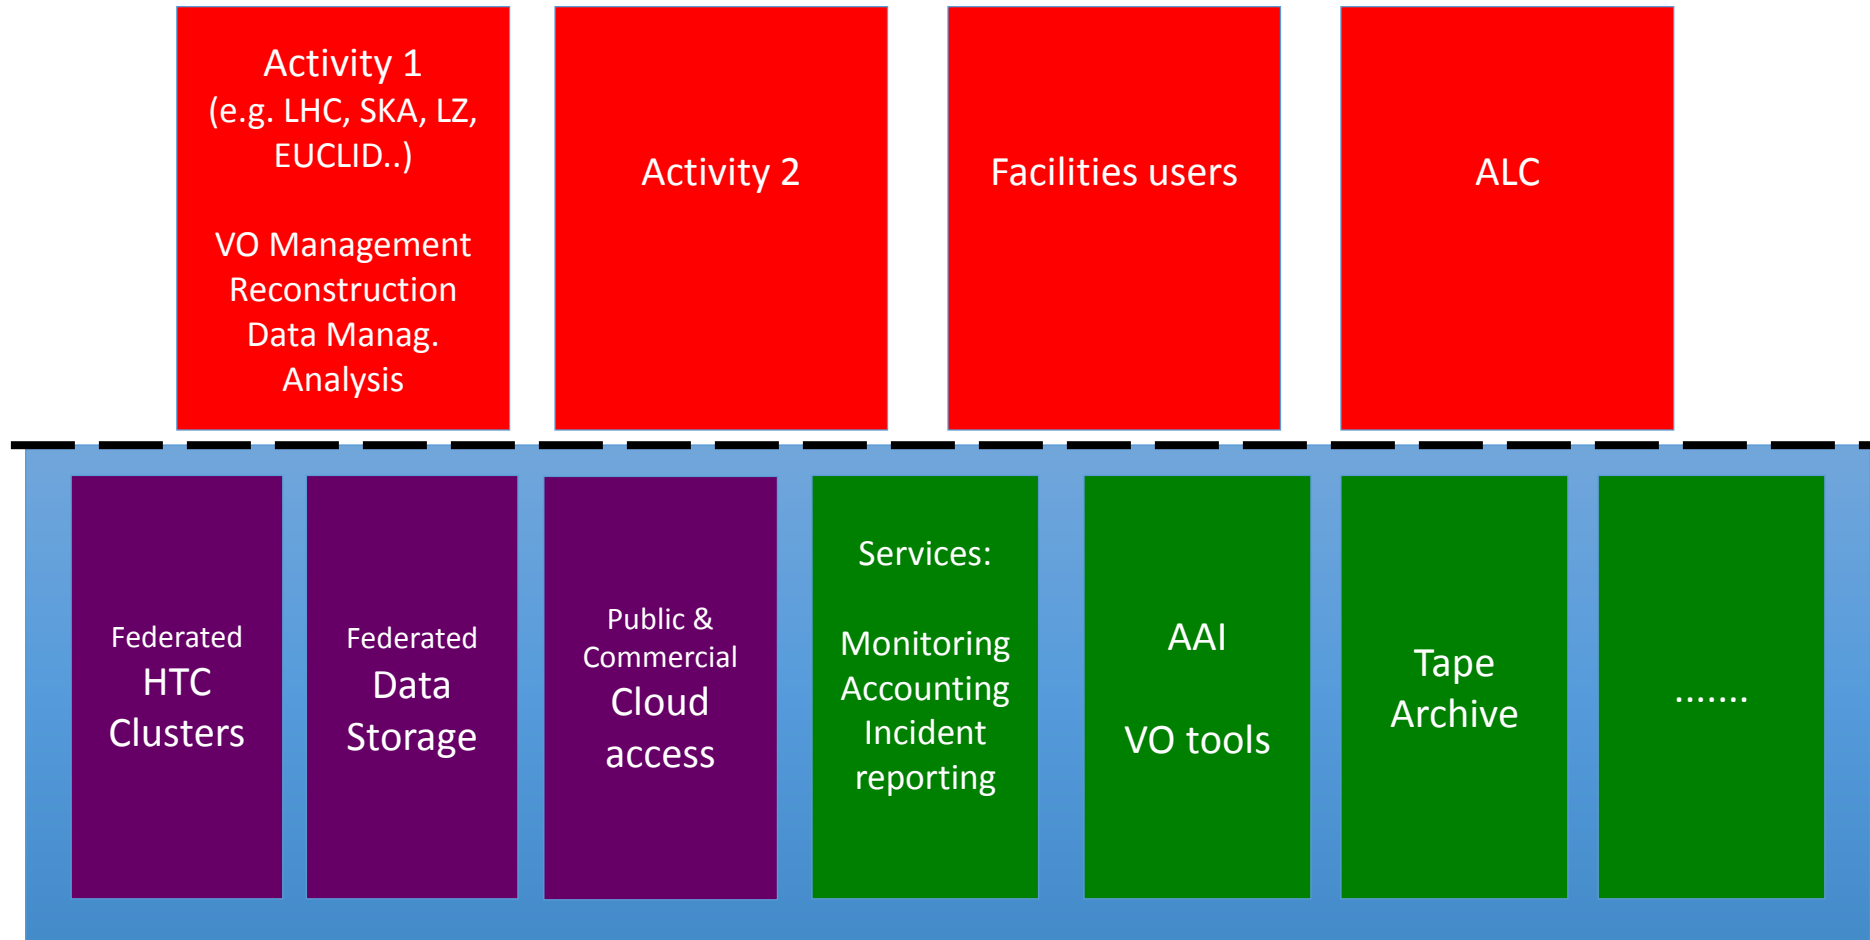 Activity 1
(e.g. LHC, SKA, LZ,
EUCLID..)
VO Management
Reconstruction
Data Manag.
Analysis
Activity 2
Facilities users
ALC
Federated
HTC
Clusters
Federated
Data
Storage
Public &
Commercial
Cloud
access
Services:
Monitoring
Accounting
Incident
reporting
AAI
VO tools
Tape
Archive
.......